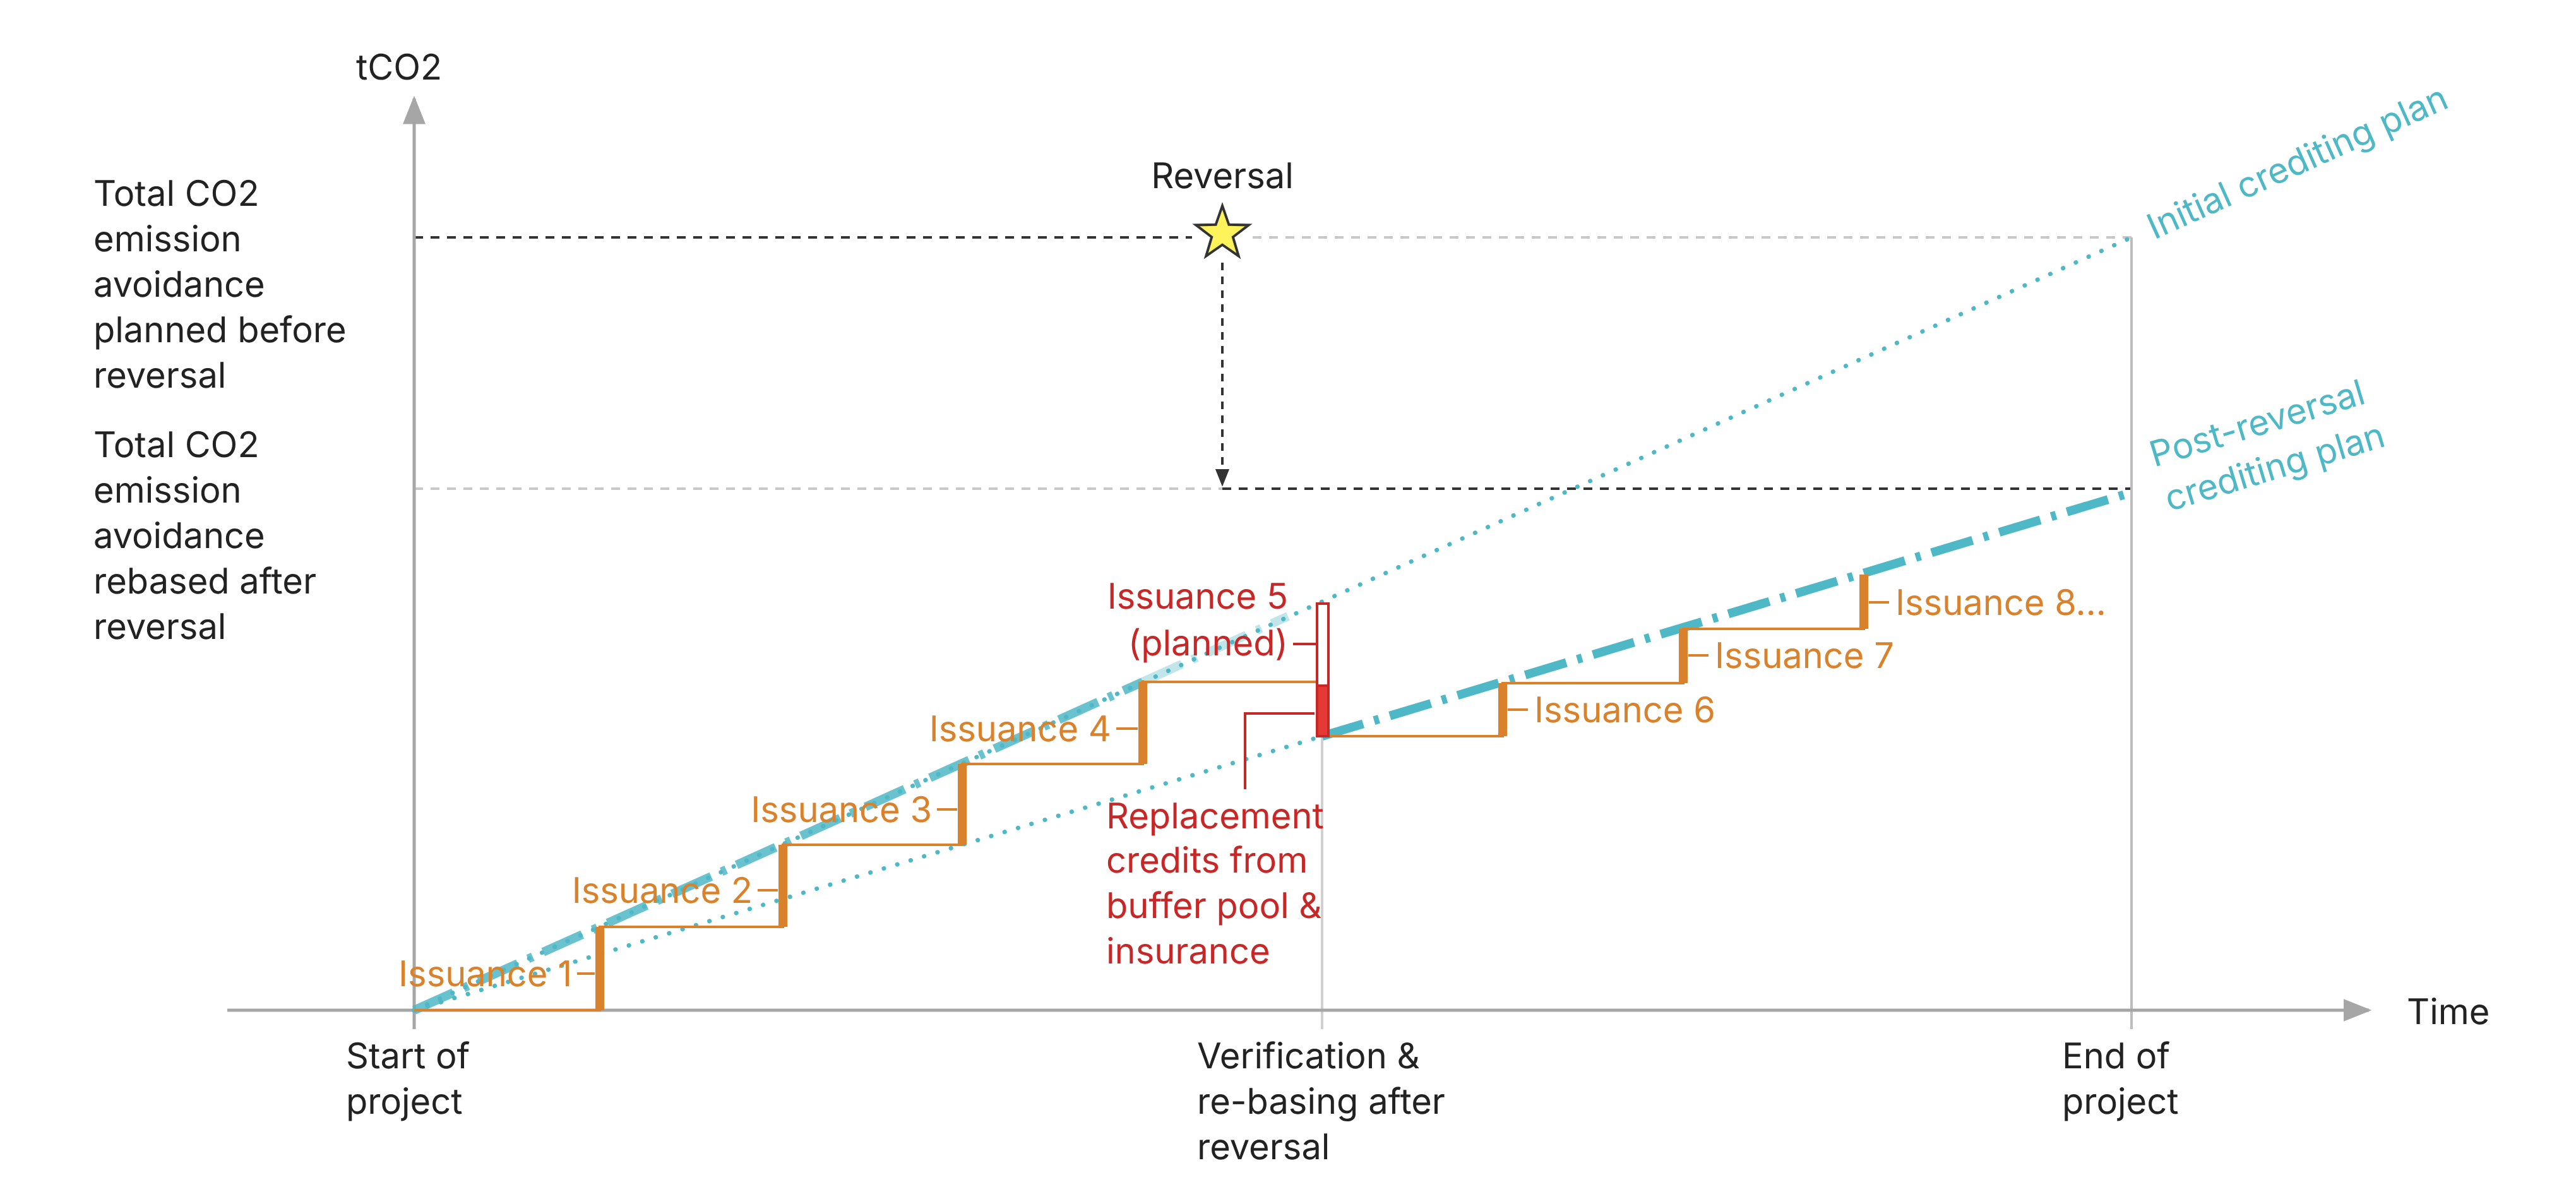 tCO2
Total CO2
emission
avoidance
planned before
reversal
Total CO2
emission
avoidance
rebased after
reversal
Reversal
Initial crediting plan
Post-reversal
crediting plan
Issuance 5
(planned)
Issuance 8...
Issuance 7
Issuance 6
Issuance 4
Issuance 3
Issuance 2
Issuance 1
Replacement
credits from
buffer pool &
insurance
Time
Start of
project
Verification &
re-basing after
reversal
End of
project